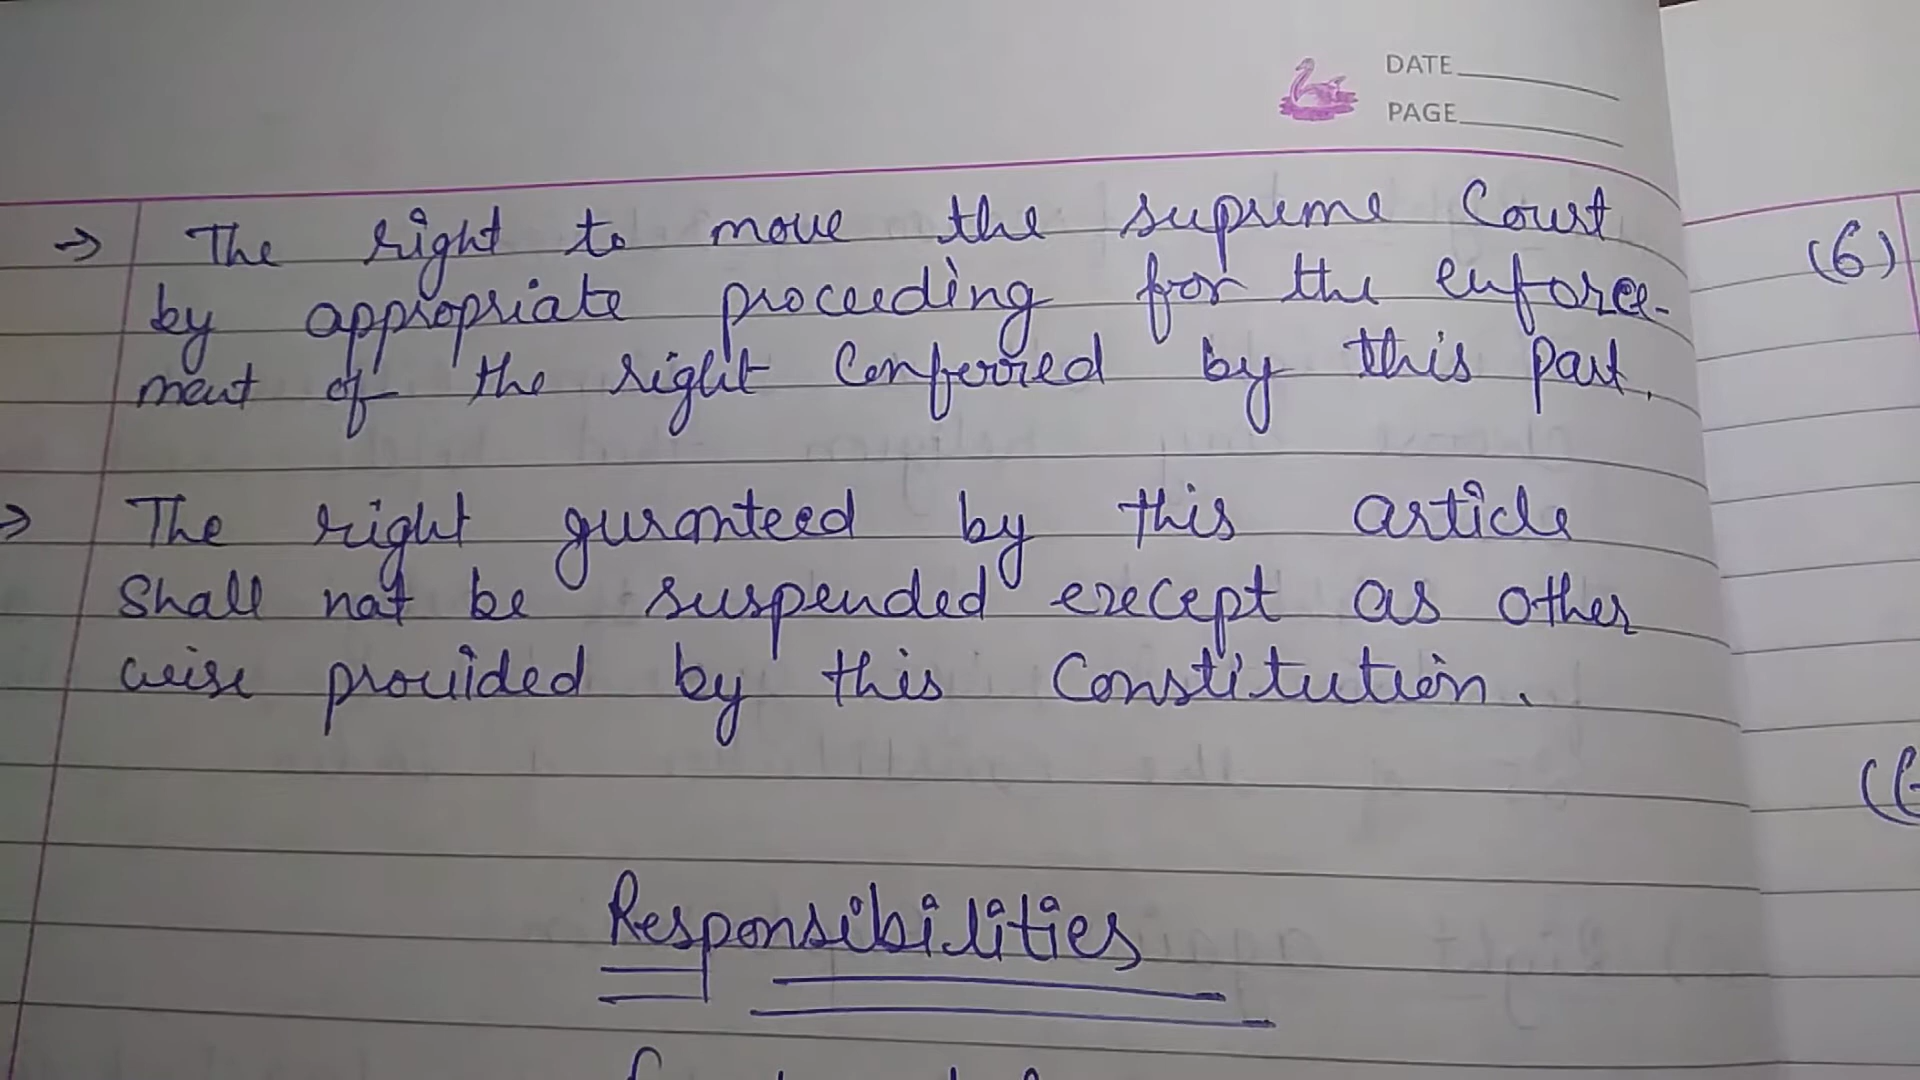 DATE
PAGE
→ The right to move the supreme Court
by appropriate proceeding for the enforce-
ment of the right Conferred by this part.
→ The right guranteed by this article
Shall not be suspended except as other
wise provided by this Constitution.
Responsibilities
(6)